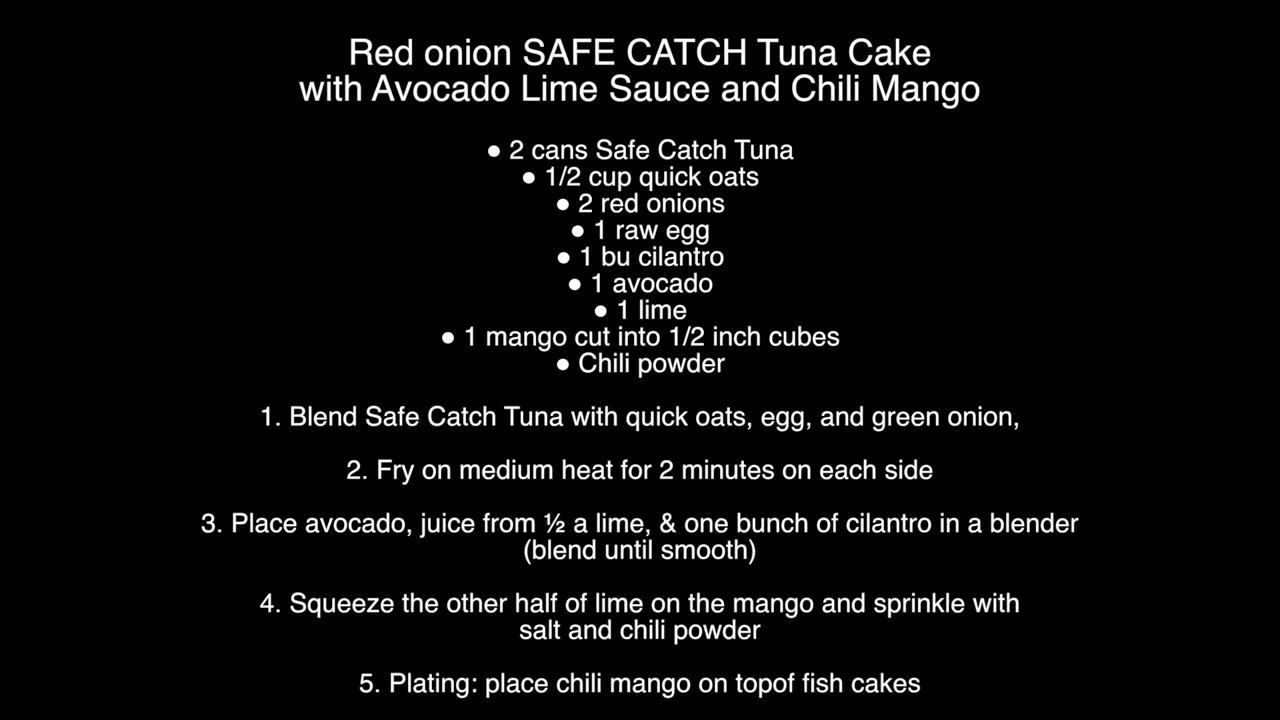 Red onion SAFE CATCH Tuna Cake
with Avocado Lime Sauce and Chili Mango
● 2 cans Safe Catch Tuna
● 1/2 cup quick oats
● 2 red onions
● 1 raw egg
● 1 bu cilantro
● 1 avocado
● 1 lime
● 1 mango cut into 1/2 inch cubes
● Chili powder
1. Blend Safe Catch Tuna with quick oats, egg, and green onion,
2. Fry on medium heat for 2 minutes on each side
3. Place avocado, juice from ½ a lime, & one bunch of cilantro in a blender
(blend until smooth)
4. Squeeze the other half of lime on the mango and sprinkle with
salt and chili powder
5. Plating: place chili mango on topof fish cakes